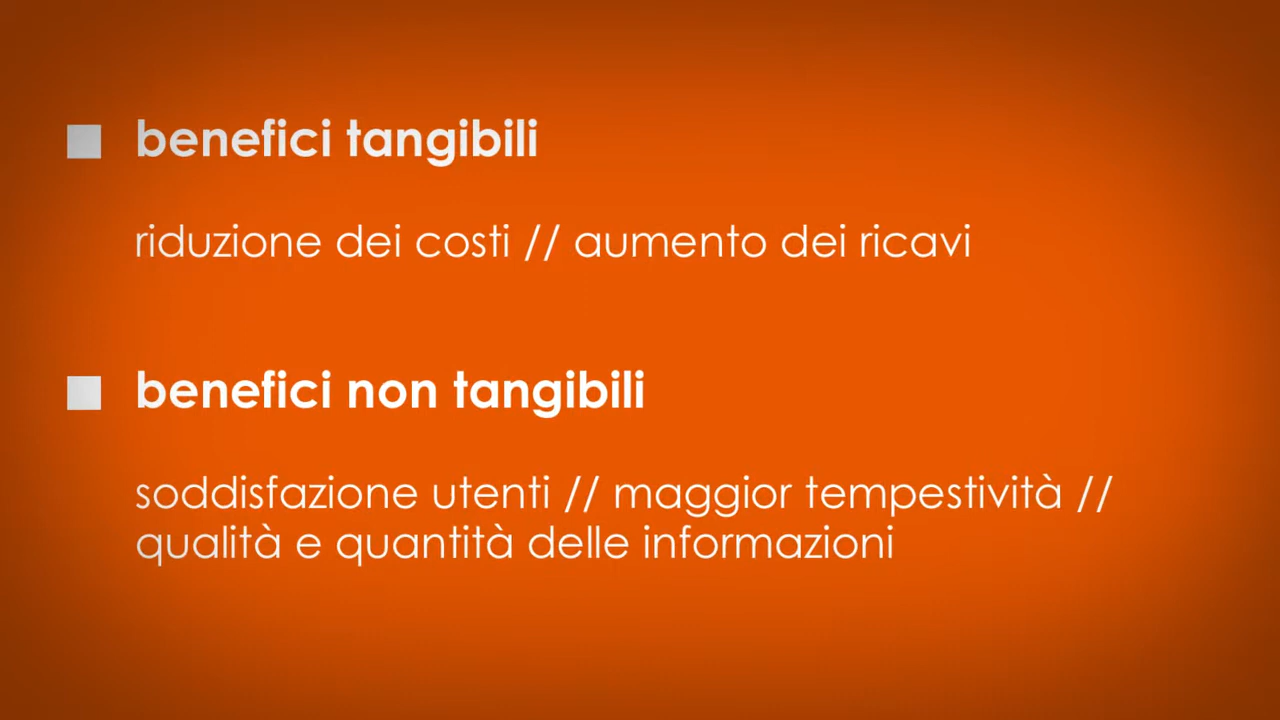 benefici tangibili
riduzione dei costi // aumento dei ricavi
benefici non tangibili
soddisfazione utenti // maggior tempestività //
qualità e quantità delle informazioni